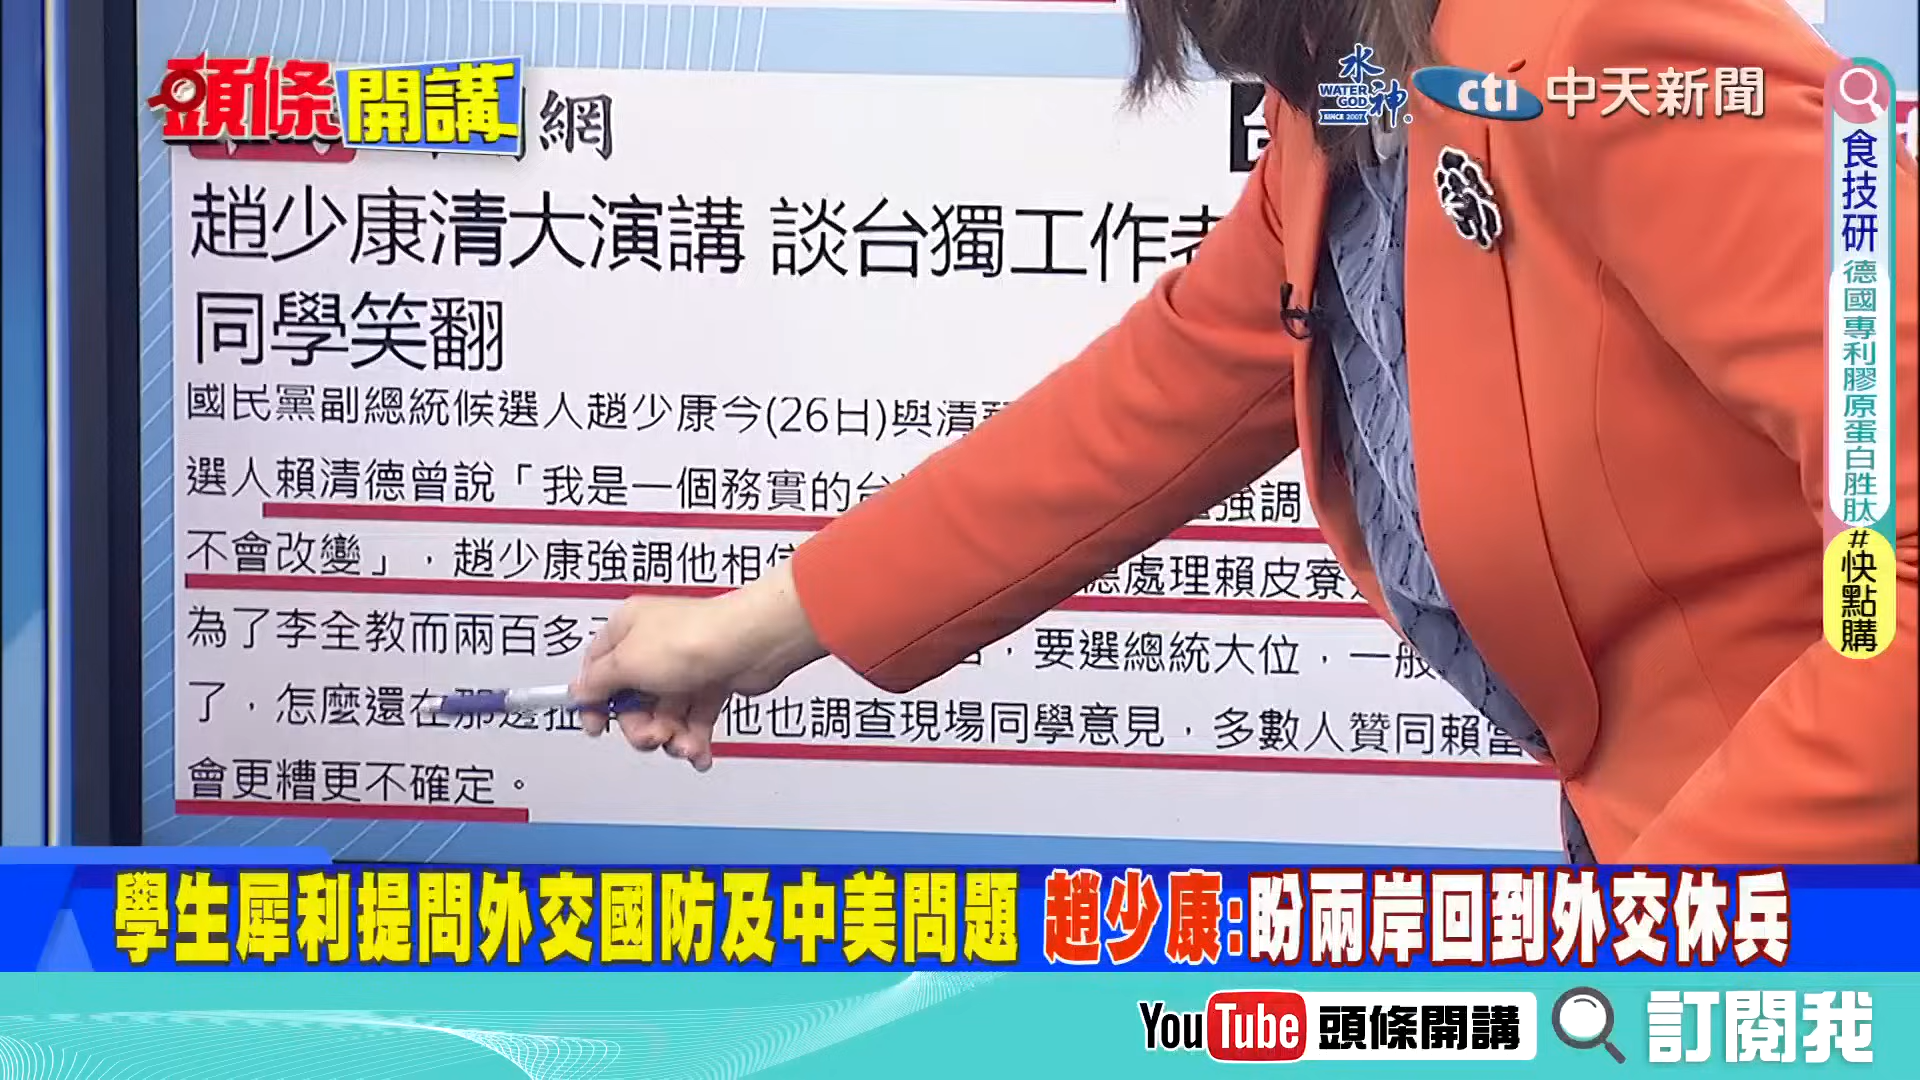 頭條開講
網
水神
WATER GOD
SINCE 2007
cti 中天新聞
趙少康清大演講 談台獨工作
同學笑翻
國民黨副總統候選人趙少康今(26日)與清
選人賴清德曾說「我是一個務實的台 強調
不會改變」,趙少康強調他相 處理賴皮寮
為了李全教而兩百多 ,要選總統大位,一般
了,怎麼還在那邊 他也調查現場同學意見,多數人贊同賴當
會更糟更不確定。
食技研 德國專利膠原蛋白胜肽 #快點購
學生犀利提問外交國防及中美問題 趙少康:盼兩岸回到外交休兵
YouTube 頭條開講 訂閱我